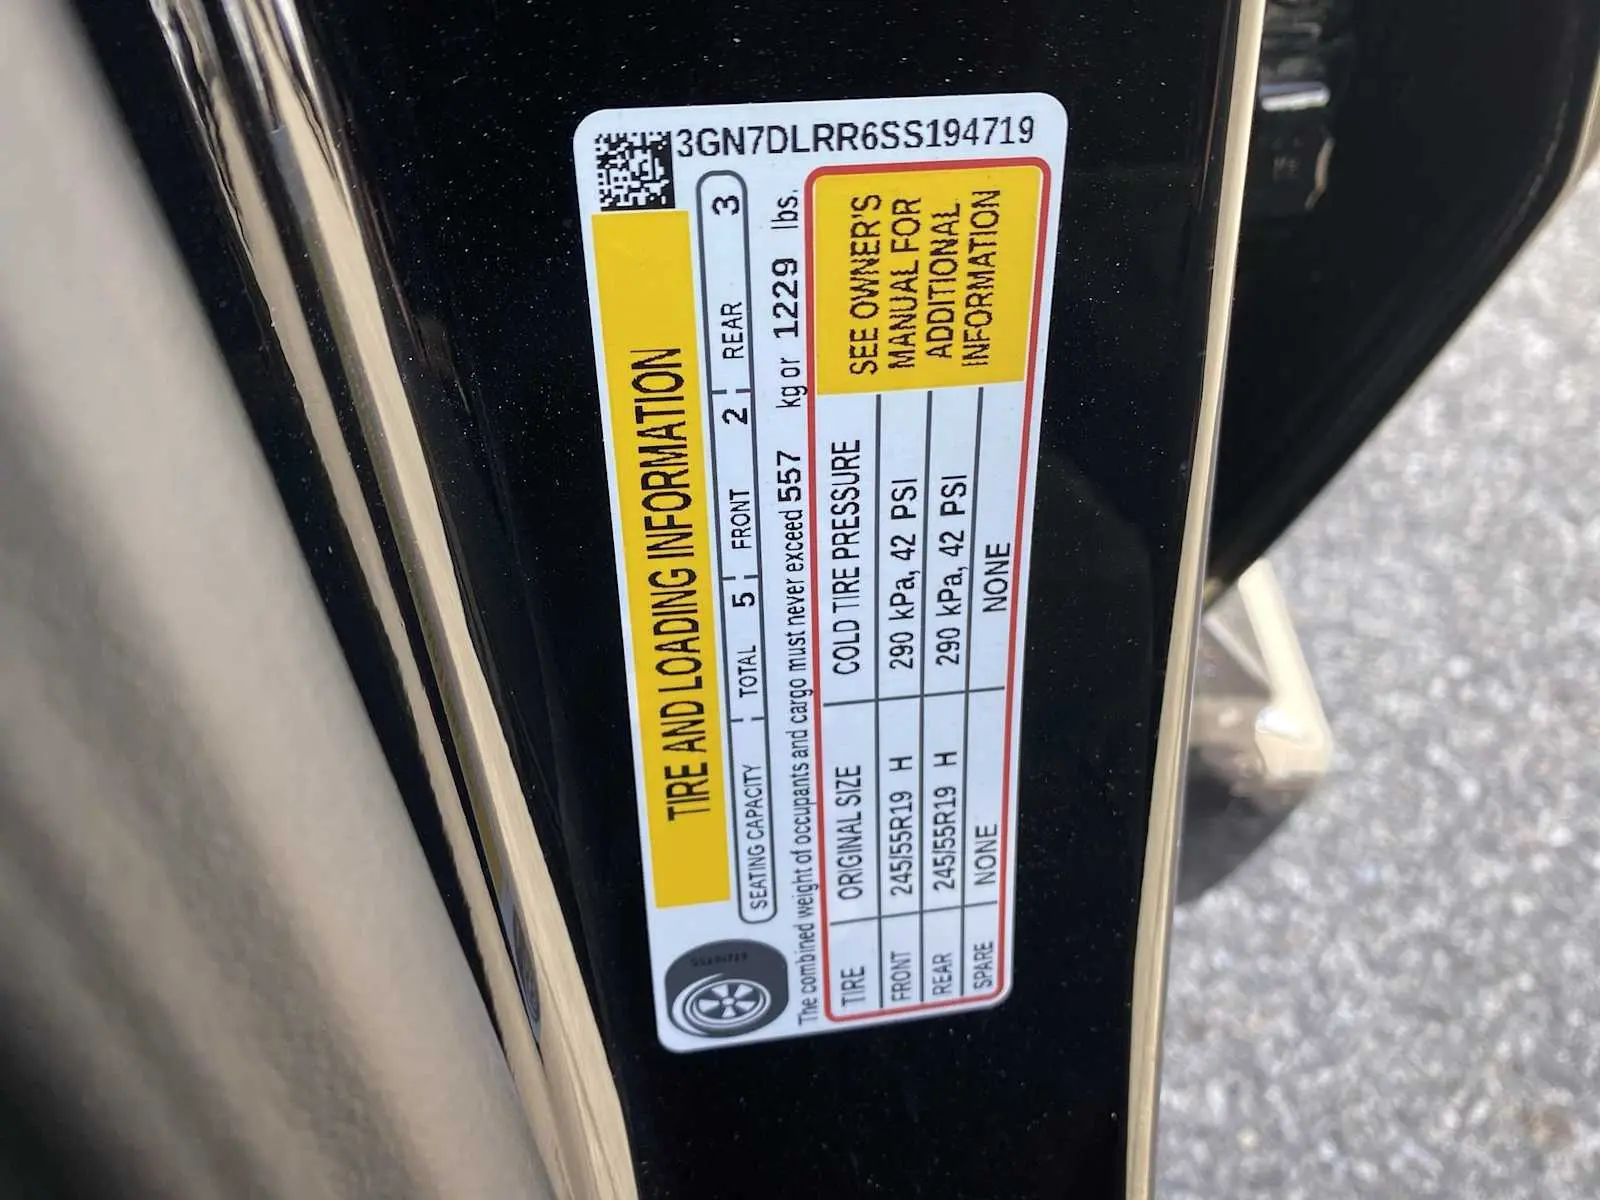 3GN7DLRR6SS194719
TIRE AND LOADING INFORMATION
SEATING CAPACITY TOTAL 5 FRONT 2 REAR 3
The combined weight of occupants and cargo must never exceed 557 kg or 1229 lbs.
TIRE ORIGINAL SIZE COLD TIRE PRESSURE
FRONT 245/55R19 H 290 kPa, 42 PSI
REAR 245/55R19 H 290 kPa, 42 PSI
SPARE NONE NONE
SEE OWNER'S
MANUAL FOR
ADDITIONAL
INFORMATION